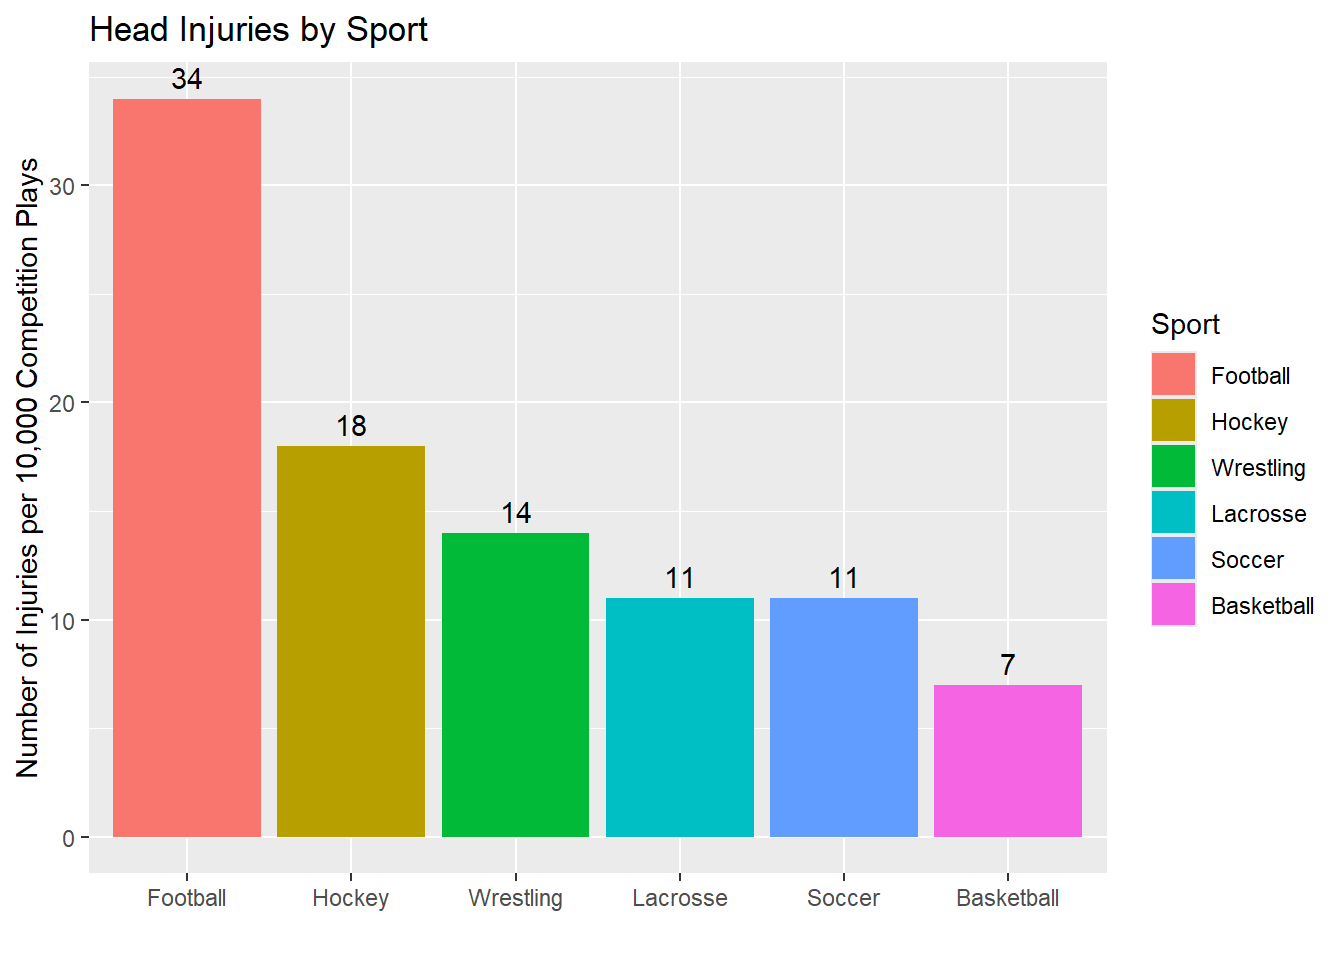 Head Injuries by Sport
Number of Injuries per 10,000 Competition Plays
30
20
10
0
34
18
14
11
11
7
Football
Hockey
Wrestling
Lacrosse
Soccer
Basketball
Sport
Football
Hockey
Wrestling
Lacrosse
Soccer
Basketball